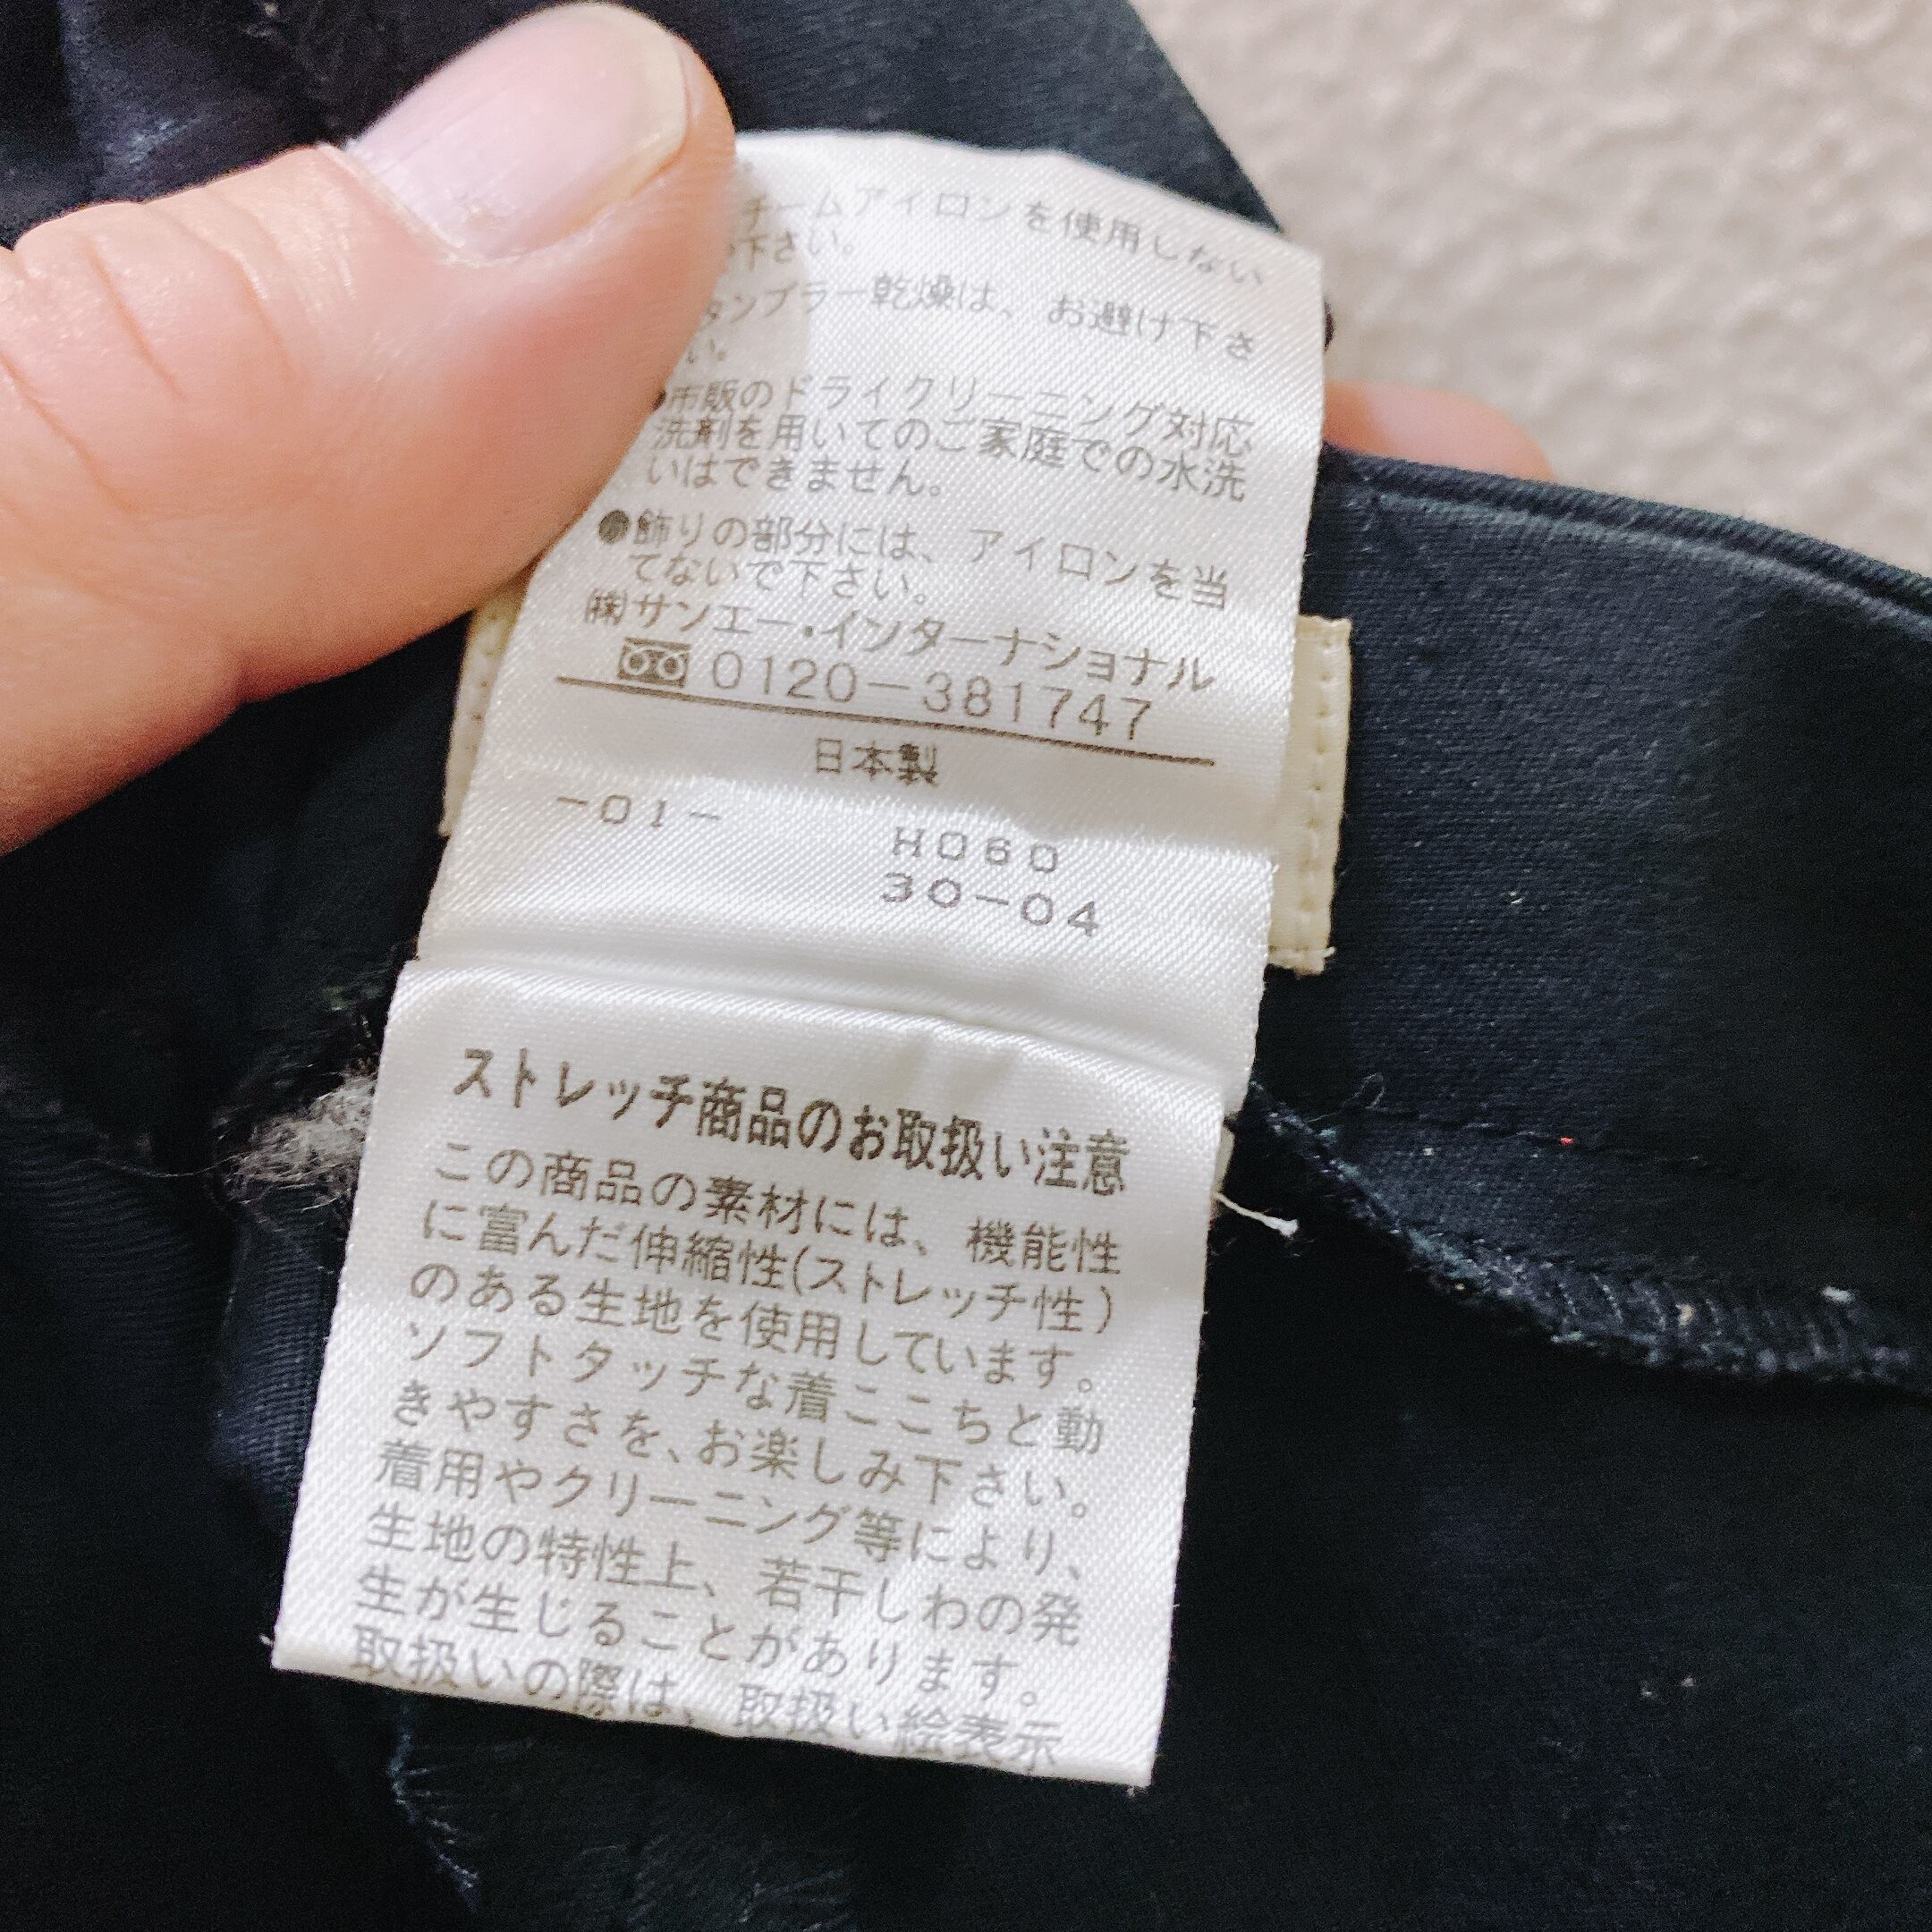 チームアイロンを使用しない
下さい。
タンブラー乾燥は、お避け下さ
い。
●市販のドライクリーニング対応
洗剤を用いてのご家庭での水洗
いはできません。
●飾りの部分には、アイロンを当
てないで下さい。
㈱サンエー・インターナショナル
0120-381747
日本製
-01-
H060
30-04
ストレッチ商品のお取扱い注意
この商品の素材には、機能性
に富んだ伸縮性(ストレッチ性)
のある生地を使用しています。
ソフトタッチな着ここちと動
きやすさを、お楽しみ下さい。
着用やクリーニング等により、
生地の特性上、若干しわの発
生が生じることがあります。
取扱いの際は、取扱い絵表示